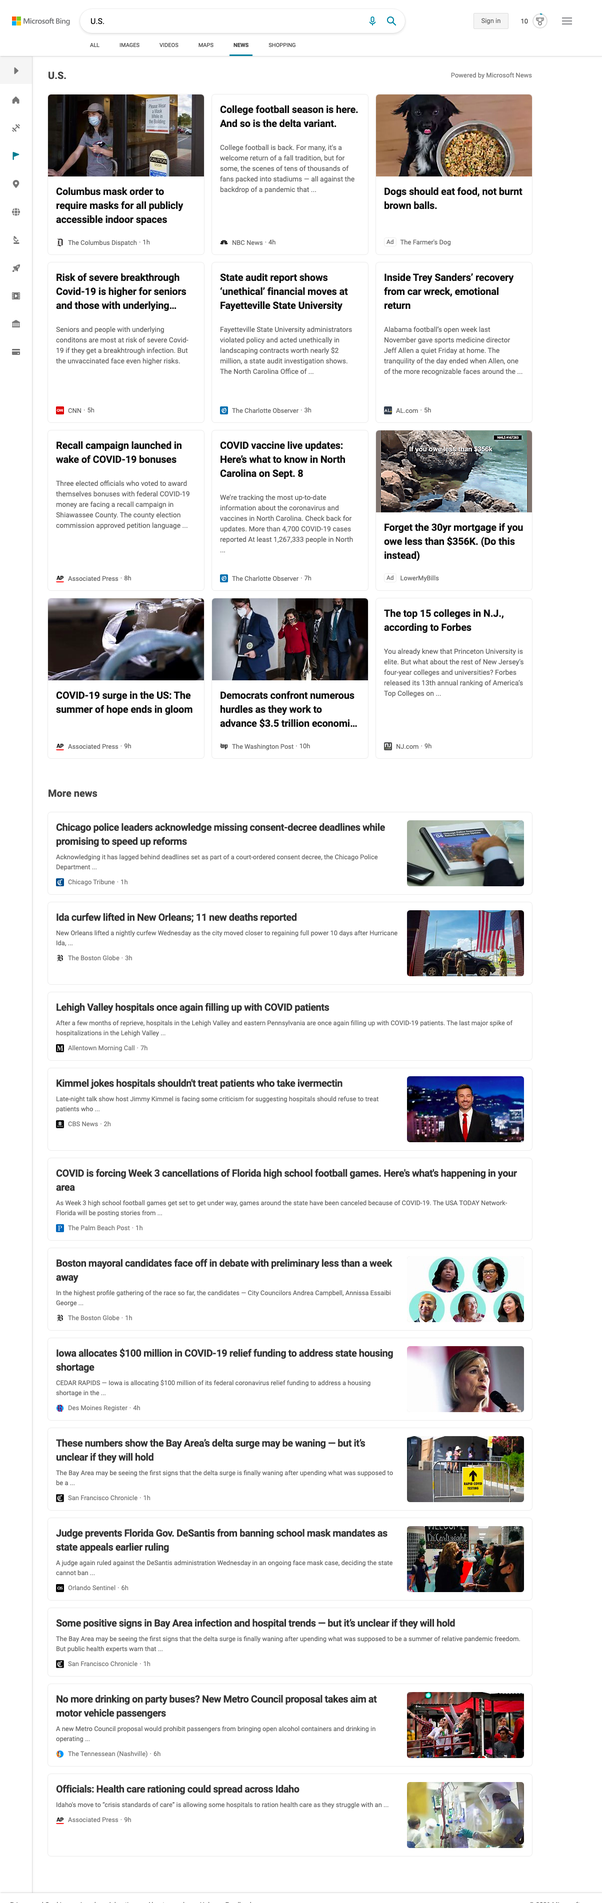 Microsoft Bing
U.S.
Sign in
10
ALL
IMAGES
VIDEOS
MAPS
NEWS
SHOPPING
U.S.
Powered by Microsoft News
Columbus mask order to
require masks for all publicly
accessible indoor spaces
The Columbus Dispatch · 1h
College football season is here.
And so is the delta variant.
College football is back. For many, it's a
welcome return of a fall tradition, but for
some, the scenes of tens of thousands of
fans packed into stadiums — all against the
backdrop of a pandemic that ...
NBC News · 4h
Dogs should eat food, not burnt
brown balls.
Ad The Farmer's Dog
Risk of severe breakthrough
Covid-19 is higher for seniors
and those with underlying...
Seniors and people with underlying
conditons are most at risk of severe Covid-
19 if they get a breakthrough infection. But
the unvaccinated face even higher risks.
CNN · 5h
State audit report shows
'unethical' financial moves at
Fayetteville State University
Fayetteville State University administrators
violated policy and acted unethically in
landscaping contracts worth nearly $2
million, a state audit investigation shows.
The North Carolina Office of ...
The Charlotte Observer · 3h
Inside Trey Sanders' recovery
from car wreck, emotional
return
Alabama football's open week last
November gave sports medicine director
Jeff Allen a quiet Friday at home. The
tranquility of the day ended when Allen, one
of the more recognizable faces around the ...
AL.com · 5h
Recall campaign launched in
wake of COVID-19 bonuses
Three elected officials who voted to award
themselves bonuses with federal COVID-19
money are facing a recall campaign in
Shiawassee County. The county election
commission approved petition language ...
AP Associated Press · 8h
COVID vaccine live updates:
Here's what to know in North
Carolina on Sept. 8
We're tracking the most up-to-date
information about the coronavirus and
vaccines in North Carolina. Check back for
updates. More than 4,700 COVID-19 cases
reported At least 1,267,333 people in North
...
The Charlotte Observer · 7h
If you owe less than $356k
Forget the 30yr mortgage if you
owe less than $356K. (Do this
instead)
Ad LowerMyBills
COVID-19 surge in the US: The
summer of hope ends in gloom
AP Associated Press · 9h
Democrats confront numerous
hurdles as they work to
advance $3.5 trillion economi...
wp The Washington Post · 10h
The top 15 colleges in N.J.,
according to Forbes
You already knew that Princeton University is
elite. But what about the rest of New Jersey's
four-year colleges and universities? Forbes
released its 13th annual ranking of America's
Top Colleges on ...
NJ.com · 9h
More news
Chicago police leaders acknowledge missing consent-decree deadlines while
promising to speed up reforms
Acknowledging it has lagged behind deadlines set as part of a court-ordered consent decree, the Chicago Police
Department ...
Chicago Tribune · 1h
Ida curfew lifted in New Orleans; 11 new deaths reported
New Orleans lifted a nightly curfew Wednesday as the city moved closer to regaining full power 10 days after Hurricane
Ida, ...
The Boston Globe · 3h
Lehigh Valley hospitals once again filling up with COVID patients
After a few months of reprieve, hospitals in the Lehigh Valley and eastern Pennsylvania are once again filling up with COVID-19 patients. The last major spike of
hospitalizations in the Lehigh Valley ...
Allentown Morning Call · 7h
Kimmel jokes hospitals shouldn't treat patients who take ivermectin
Late-night talk show host Jimmy Kimmel is facing some criticism for suggesting hospitals should refuse to treat
patients who ...
CBS News · 2h
COVID is forcing Week 3 cancellations of Florida high school football games. Here's what's happening in your
area
As Week 3 high school football games get set to get under way, games around the state have been canceled because of COVID-19. The USA TODAY Network-
Florida will be posting stories from ...
The Palm Beach Post · 1h
Boston mayoral candidates face off in debate with preliminary less than a week
away
In the highest profile gathering of the race so far, the candidates — City Councilors Andrea Campbell, Annissa Essaibi
George ...
The Boston Globe · 1h
Iowa allocates $100 million in COVID-19 relief funding to address state housing
shortage
CEDAR RAPIDS — Iowa is allocating $100 million of its federal coronavirus relief funding to address a housing
shortage in the ...
Des Moines Register · 4h
These numbers show the Bay Area's delta surge may be waning — but it's
unclear if they will hold
The Bay Area may be seeing the first signs that the delta surge is finally waning after upending what was supposed to
be a ...
San Francisco Chronicle · 1h
Judge prevents Florida Gov. DeSantis from banning school mask mandates as
state appeals earlier ruling
A judge again ruled against the DeSantis administration Wednesday in an ongoing face mask case, deciding the state
cannot ban ...
Orlando Sentinel · 6h
Some positive signs in Bay Area infection and hospital trends — but it's unclear if they will hold
The Bay Area may be seeing the first signs that the delta surge is finally waning after upending what was supposed to be a summer of relative pandemic freedom.
But public health experts warn that ...
San Francisco Chronicle · 1h
No more drinking on party buses? New Metro Council proposal takes aim at
motor vehicle passengers
A new Metro Council proposal would prohibit passengers from bringing open alcohol containers and drinking in
operating ...
The Tennessean (Nashville) · 6h
Officials: Health care rationing could spread across Idaho
Idaho's move to "crisis standards of care" is allowing some hospitals to ration health care as they struggle with an ...
AP Associated Press · 9h